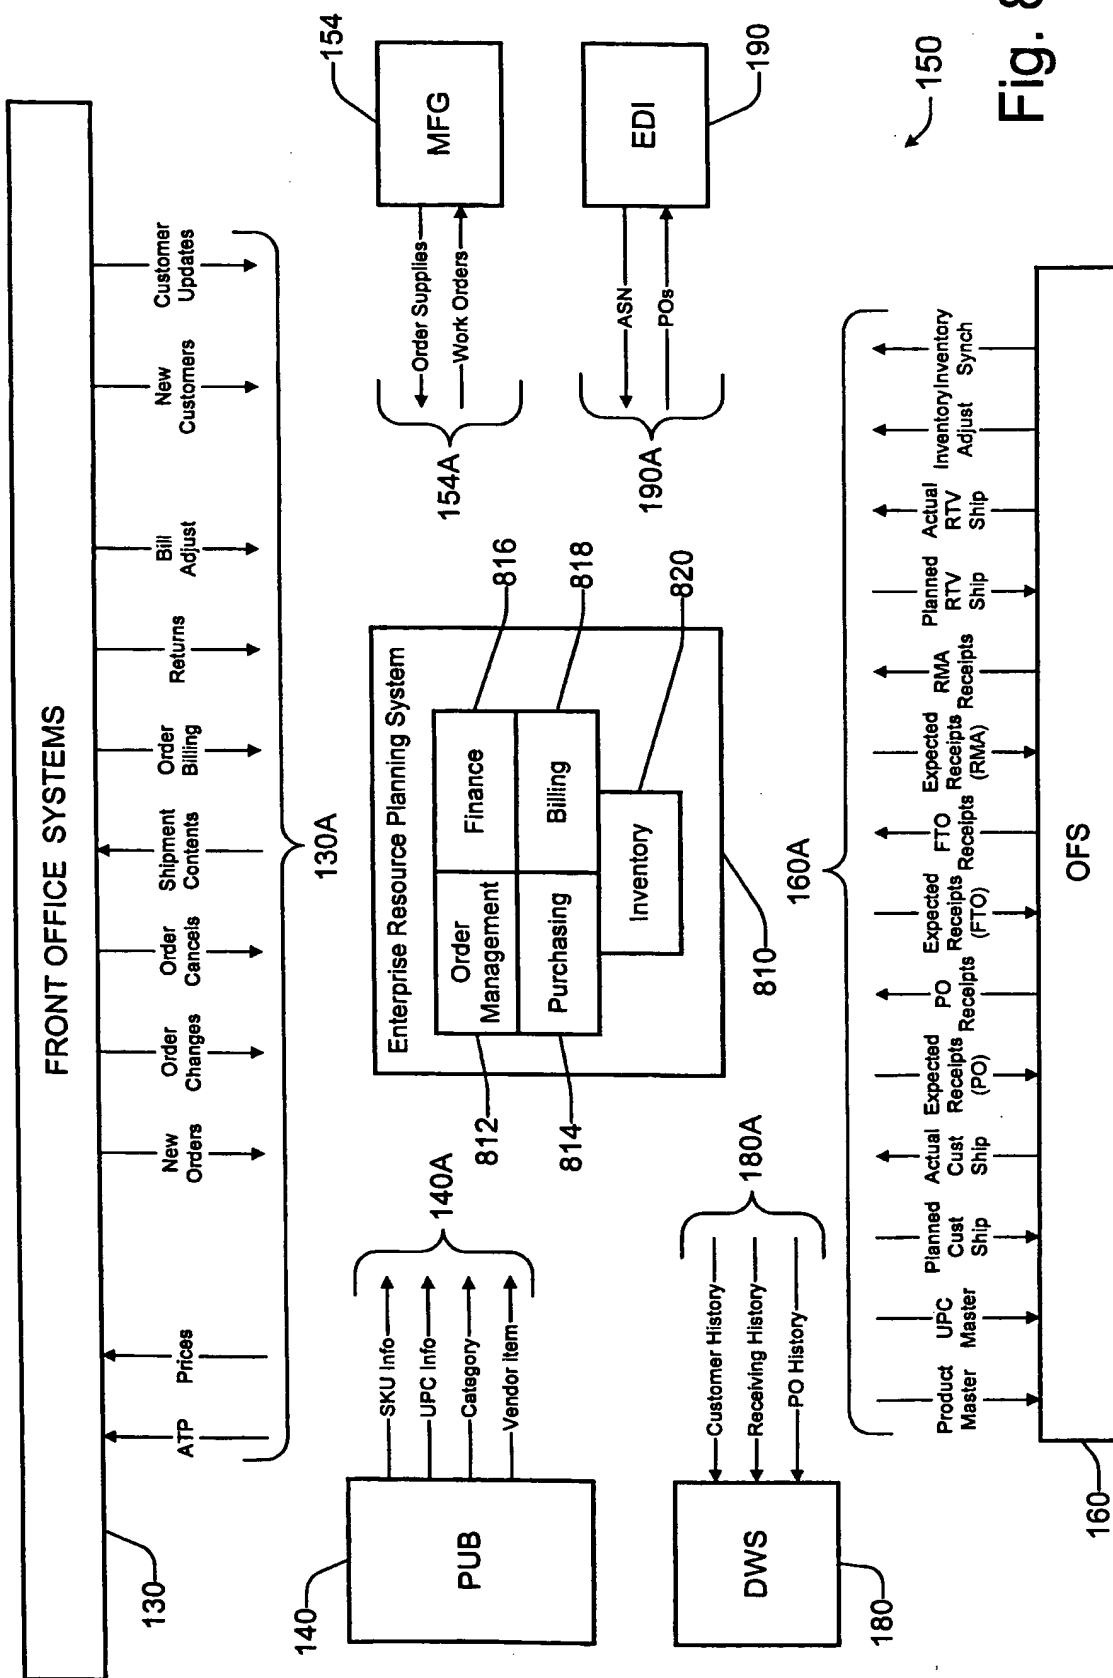 FRONT OFFICE SYSTEMS
130
ATP
Prices
New
Orders
Order
Changes
Order
Cancels
Shipment
Contents
Order
Billing
Returns
Bill
Adjust
New
Customers
Customer
Updates
130A
140
PUB
SKU Info
UPC Info
Category
Vendor Item
140A
Enterprise Resource Planning System
Order
Management
Finance
Purchasing
Billing
Inventory
812
814
816
818
820
810
154
MFG
Order Supplies
Work Orders
154A
190
EDI
ASN
POs
190A
180
DWS
Customer History
Receiving History
PO History
180A
160A
Product
Master
UPC
Master
Planned
Cust
Ship
Actual
Cust
Ship
Expected
Receipts
(PO)
PO
Receipts
Expected
Receipts
(FTO)
FTO
Receipts
Expected
Receipts
(RMA)
RMA
Receipts
Planned
RTV
Ship
Actual
RTV
Ship
Inventory
Adjust
Inventory
Synch
OFS
160
150
Fig. 8